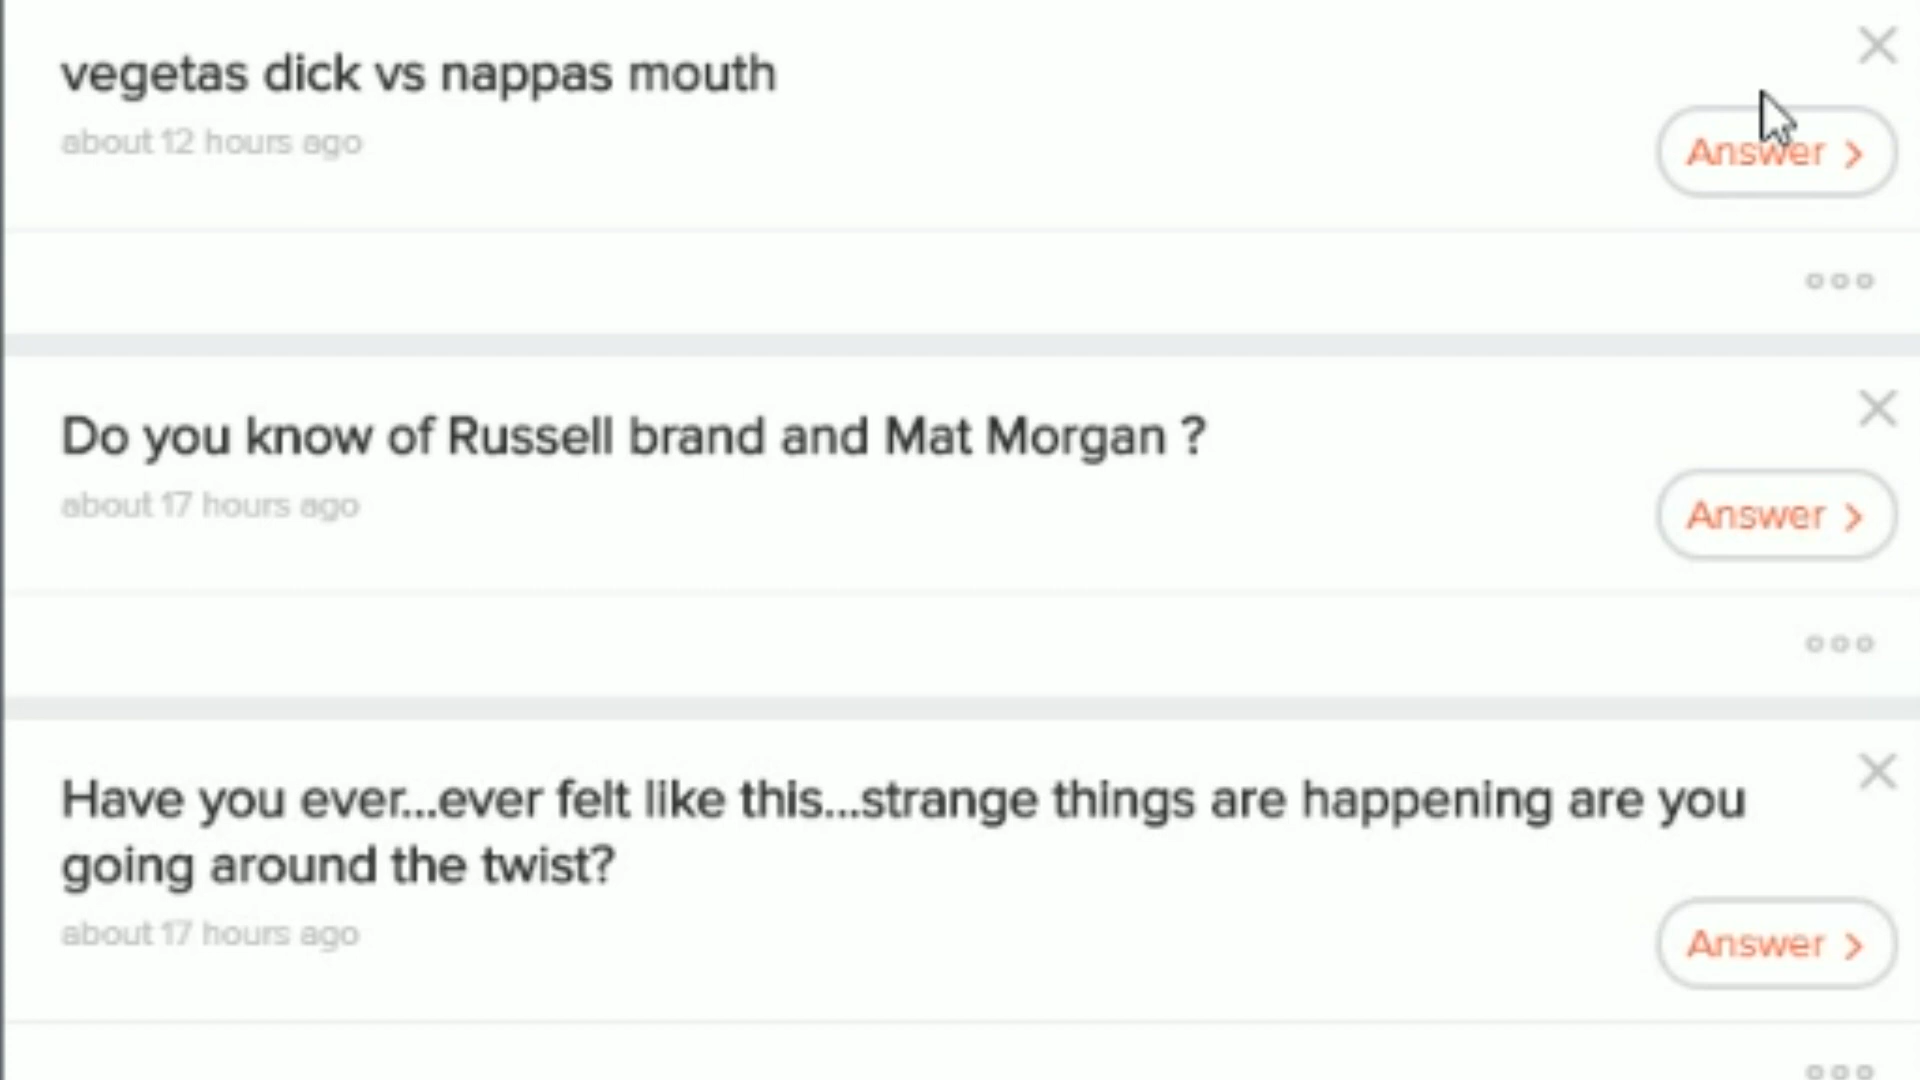 vegetas dick vs nappas mouth
about 12 hours ago
Answer
Do you know of Russell brand and Mat Morgan ?
about 17 hours ago
Answer
Have you ever...ever felt like this...strange things are happening are you
going around the twist?
about 17 hours ago
Answer